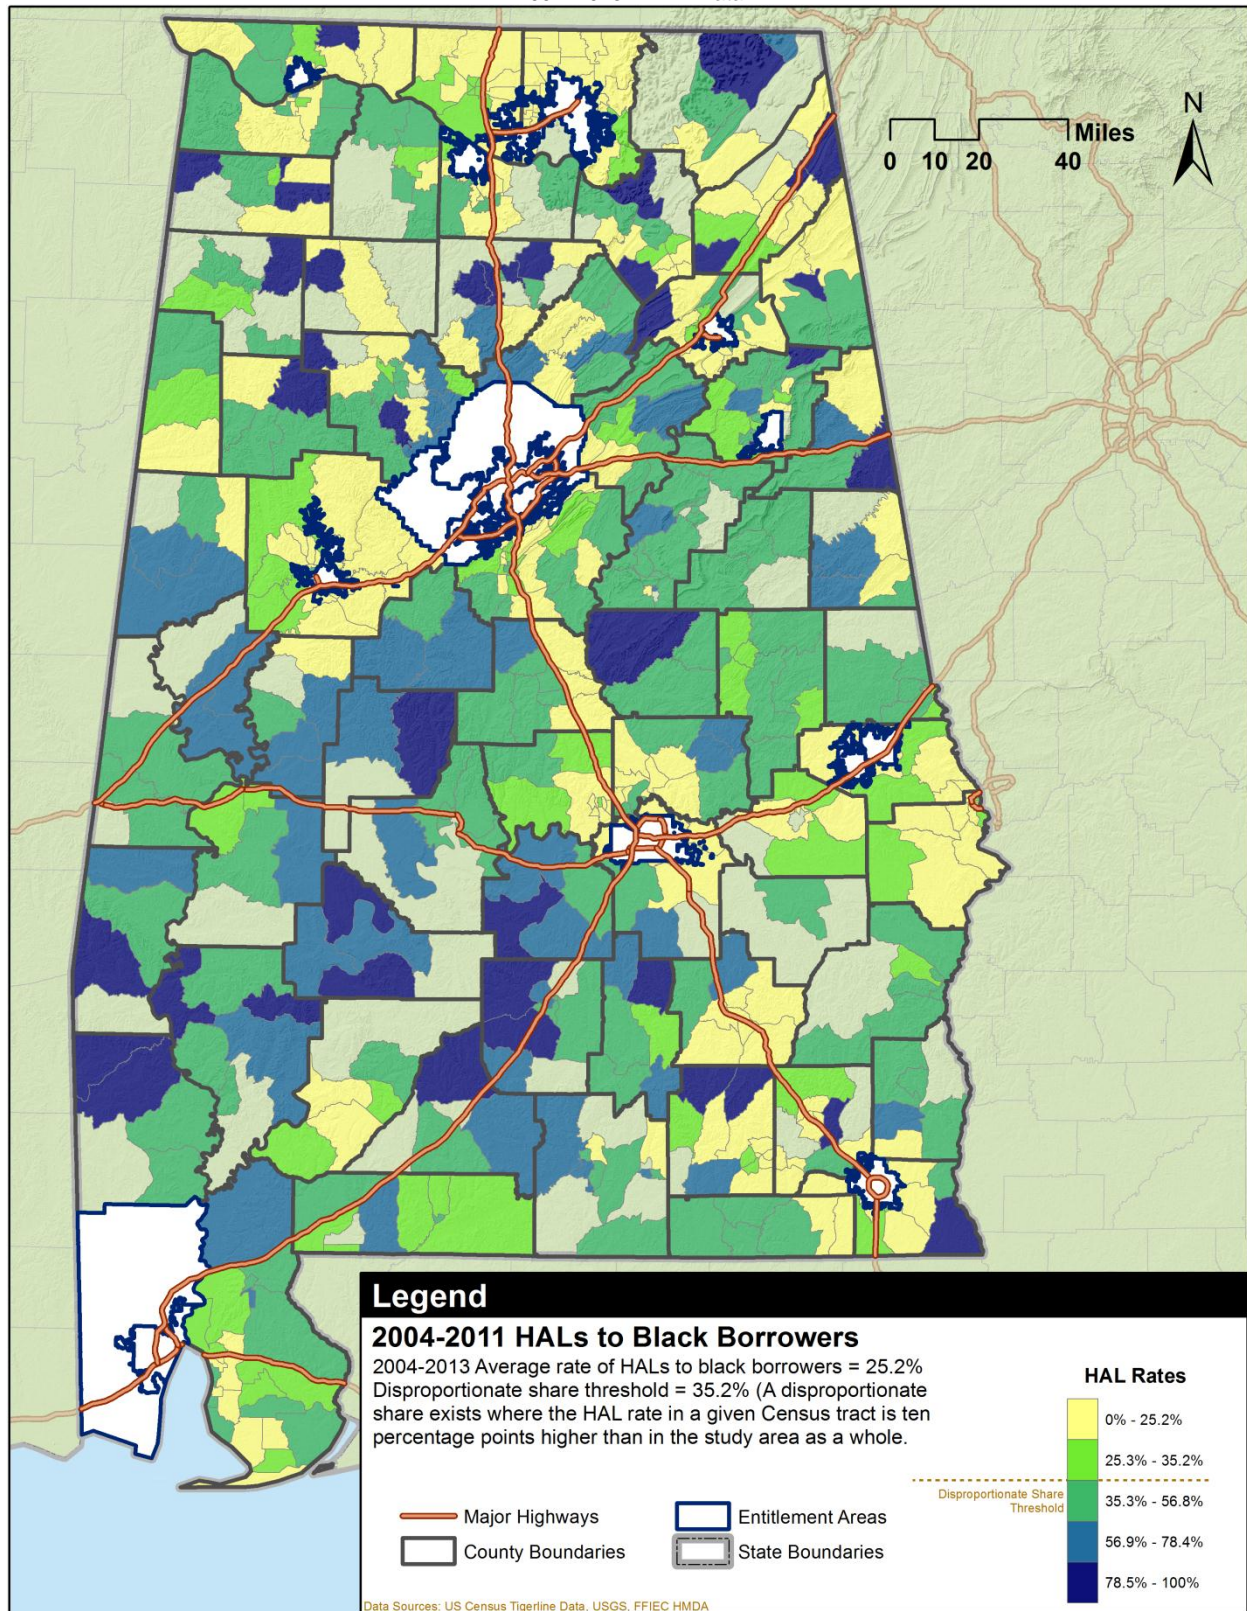 N
Miles
0 10 20 40
Legend
2004-2011 HALs to Black Borrowers
2004-2013 Average rate of HALs to black borrowers = 25.2%
Disproportionate share threshold = 35.2% (A disproportionate
share exists where the HAL rate in a given Census tract is ten
percentage points higher than in the study area as a whole.
HAL Rates
0% - 25.2%
25.3% - 35.2%
Disproportionate Share
Threshold
35.3% - 56.8%
56.9% - 78.4%
78.5% - 100%
Major Highways
Entitlement Areas
County Boundaries
State Boundaries
Data Sources: US Census Tigerline Data, USGS, FFIEC HMDA